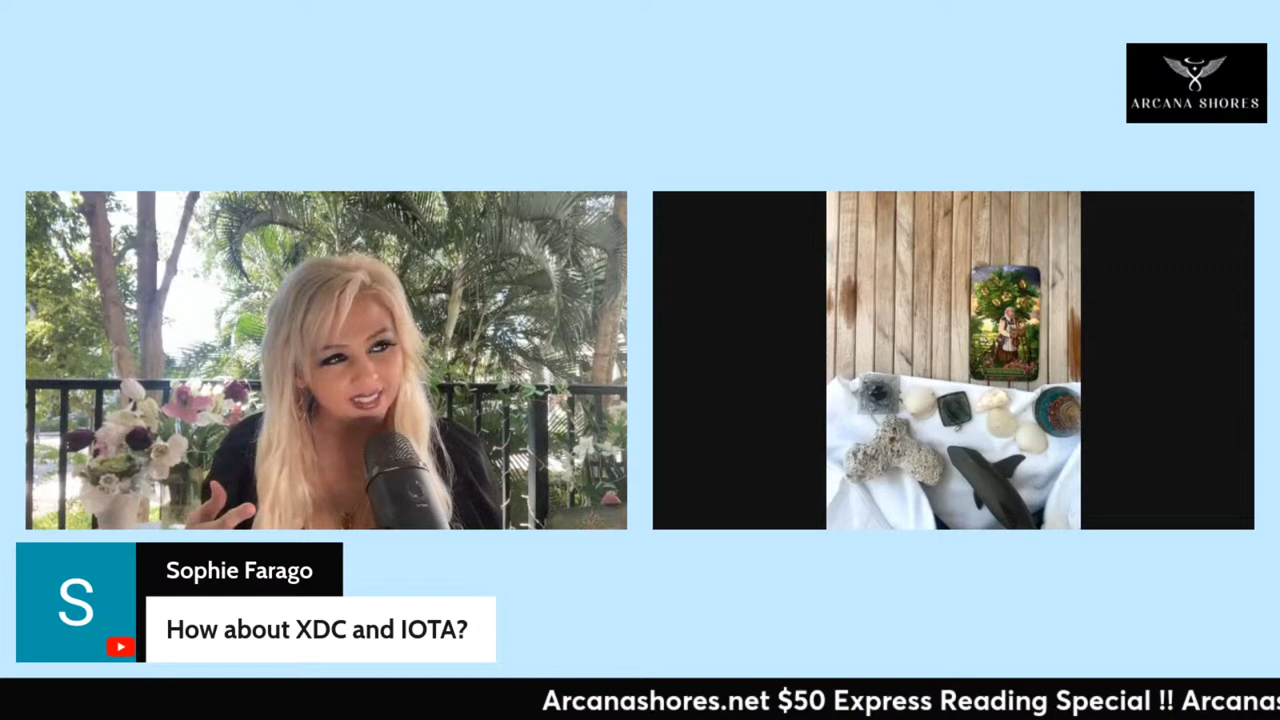 ARCANA SHORES
S
Sophie Farago
How about XDC and IOTA?
Arcanashores.net $50 Express Reading Special !! Arcanas